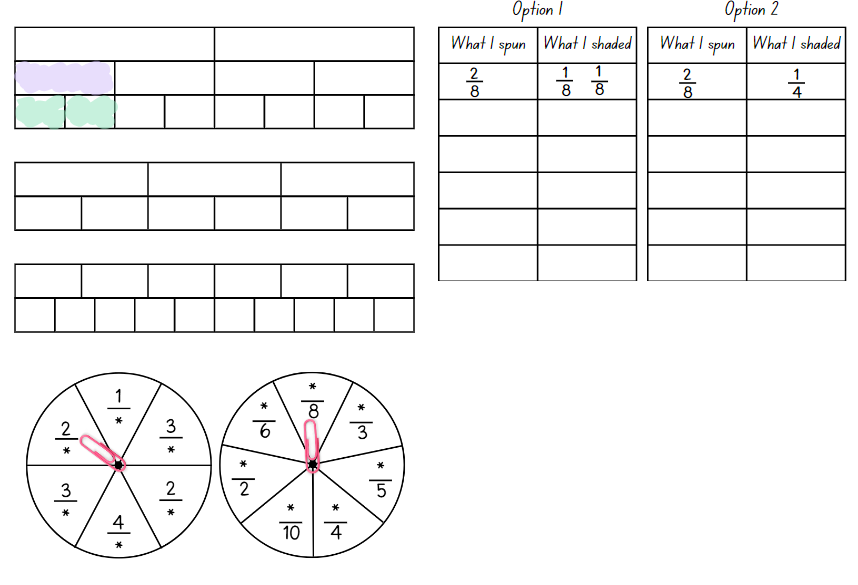 Option 1
Option 2
What I spun What I shaded
What I spun What I shaded
2/8 1/8 1/8
2/8 1/4
1/*
2/*
3/*
3/*
2/*
4/*
*/8
*/6
*/3
*/2
*/5
*/10
*/4